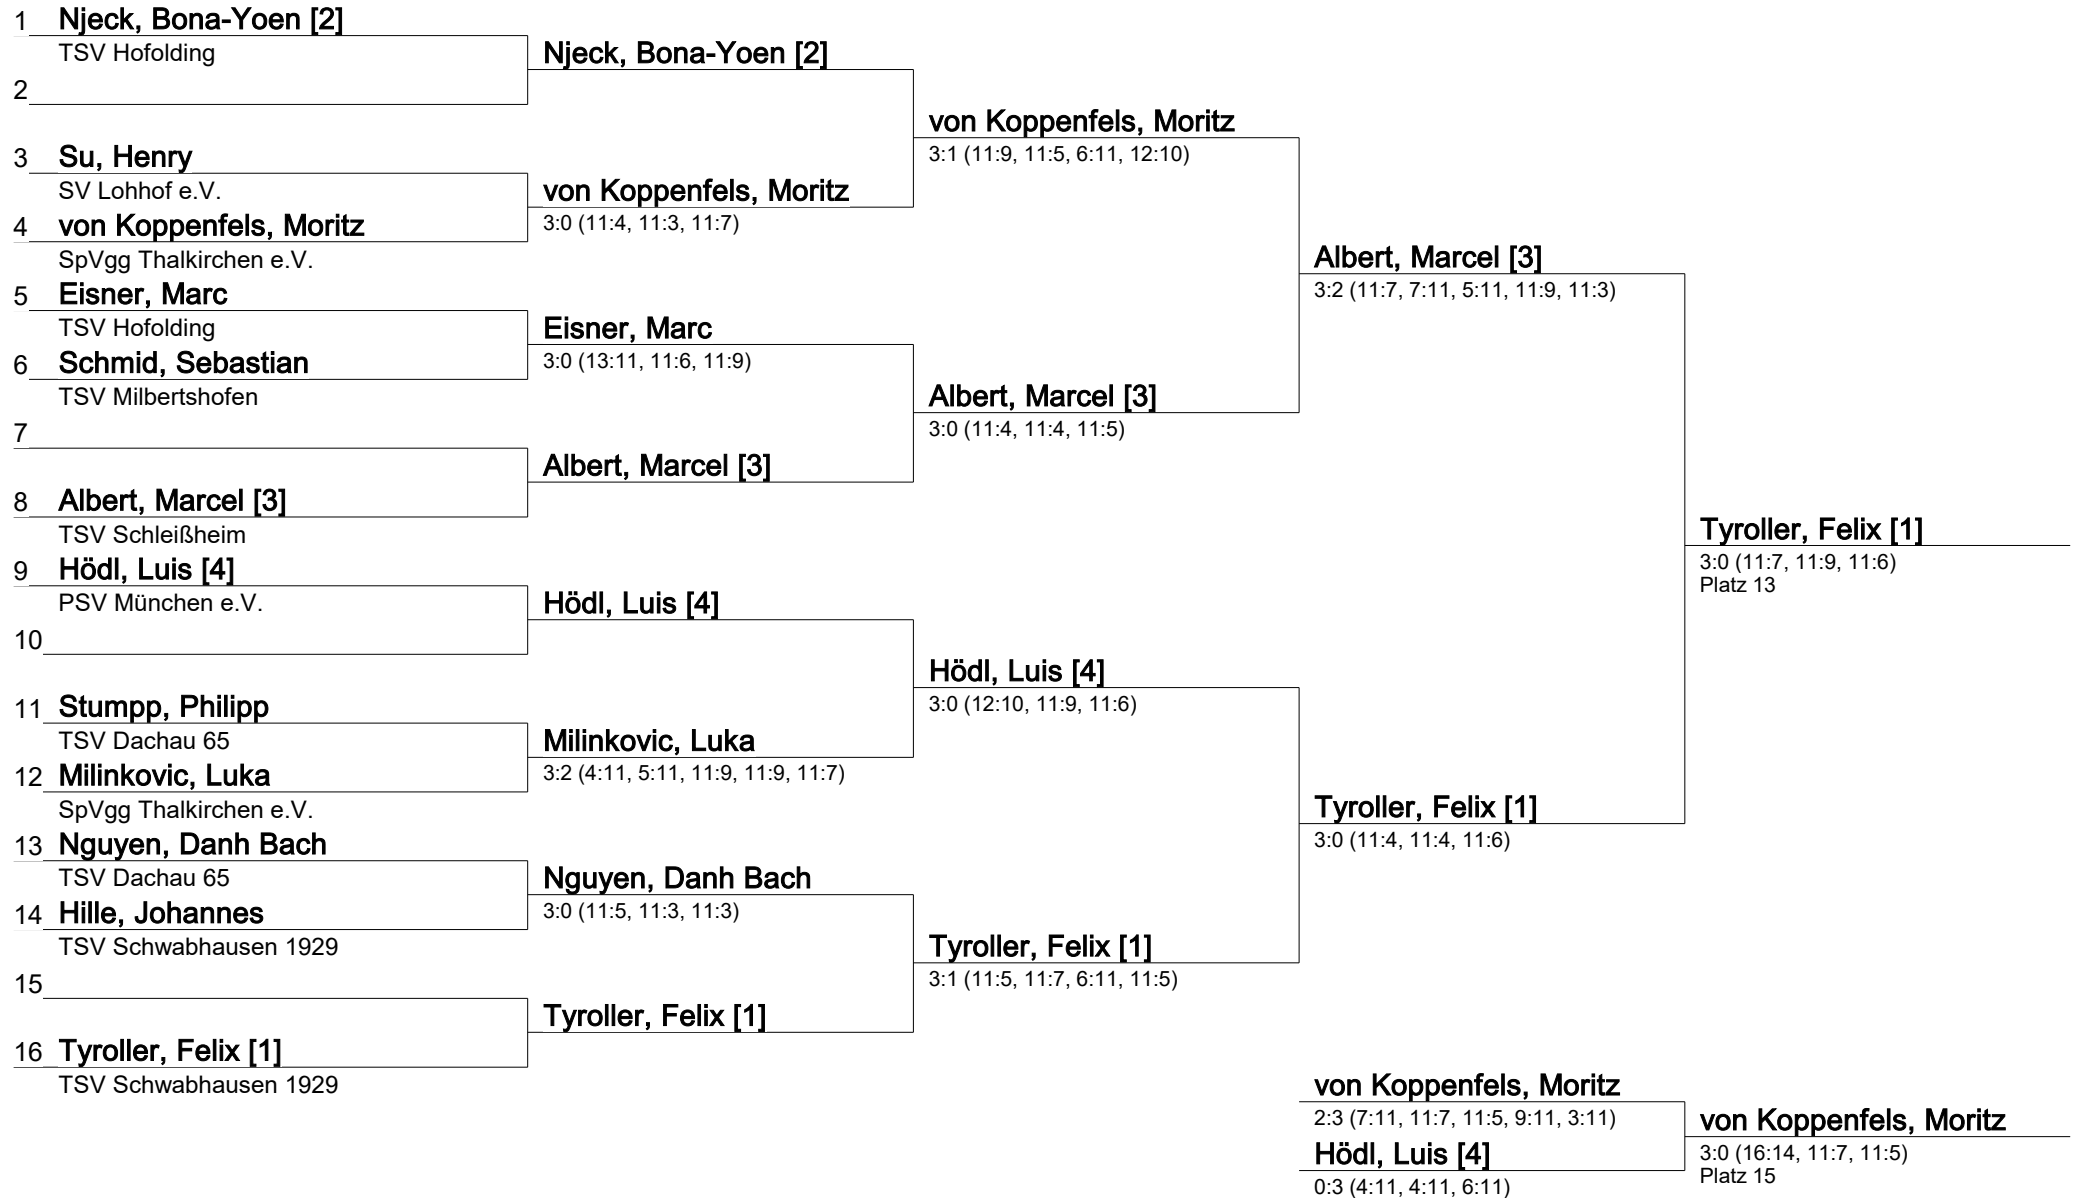 1 Njeck, Bona-Yoen [2]
TSV Hofolding
2
3 Su, Henry
SV Lohhof e.V.
4 von Koppenfels, Moritz
SpVgg Thalkirchen e.V.
5 Eisner, Marc
TSV Hofolding
6 Schmid, Sebastian
TSV Milbertshofen
7
8 Albert, Marcel [3]
TSV Schleißheim
9 Hödl, Luis [4]
PSV München e.V.
10
11 Stumpp, Philipp
TSV Dachau 65
12 Milinkovic, Luka
SpVgg Thalkirchen e.V.
13 Nguyen, Danh Bach
TSV Dachau 65
14 Hille, Johannes
TSV Schwabhausen 1929
15
16 Tyroller, Felix [1]
TSV Schwabhausen 1929
Njeck, Bona-Yoen [2]
von Koppenfels, Moritz
3:0 (11:4, 11:3, 11:7)
Eisner, Marc
3:0 (13:11, 11:6, 11:9)
Albert, Marcel [3]
Hödl, Luis [4]
Milinkovic, Luka
3:2 (4:11, 5:11, 11:9, 11:9, 11:7)
Nguyen, Danh Bach
3:0 (11:5, 11:3, 11:3)
Tyroller, Felix [1]
von Koppenfels, Moritz
3:1 (11:9, 11:5, 6:11, 12:10)
Albert, Marcel [3]
3:0 (11:4, 11:4, 11:5)
Hödl, Luis [4]
3:0 (12:10, 11:9, 11:6)
Tyroller, Felix [1]
3:1 (11:5, 11:7, 6:11, 11:5)
Albert, Marcel [3]
3:2 (11:7, 7:11, 5:11, 11:9, 11:3)
Tyroller, Felix [1]
3:0 (11:4, 11:4, 11:6)
Tyroller, Felix [1]
3:0 (11:7, 11:9, 11:6)
Platz 13
von Koppenfels, Moritz
2:3 (7:11, 11:7, 11:5, 9:11, 3:11)
Hödl, Luis [4]
0:3 (4:11, 4:11, 6:11)
von Koppenfels, Moritz
3:0 (16:14, 11:7, 11:5)
Platz 15